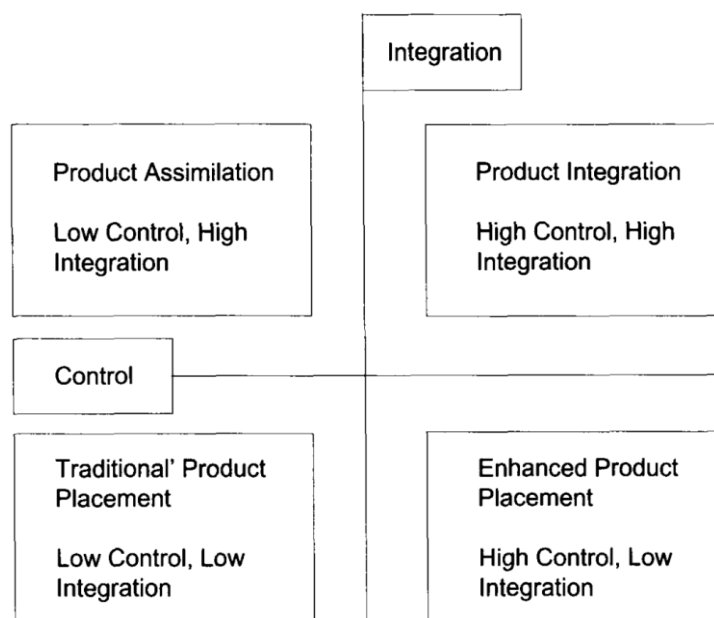 Integration
Product Assimilation
Low Control, High
Integration
Product Integration
High Control, High
Integration
Control
Traditional' Product
Placement
Low Control, Low
Integration
Enhanced Product
Placement
High Control, Low
Integration